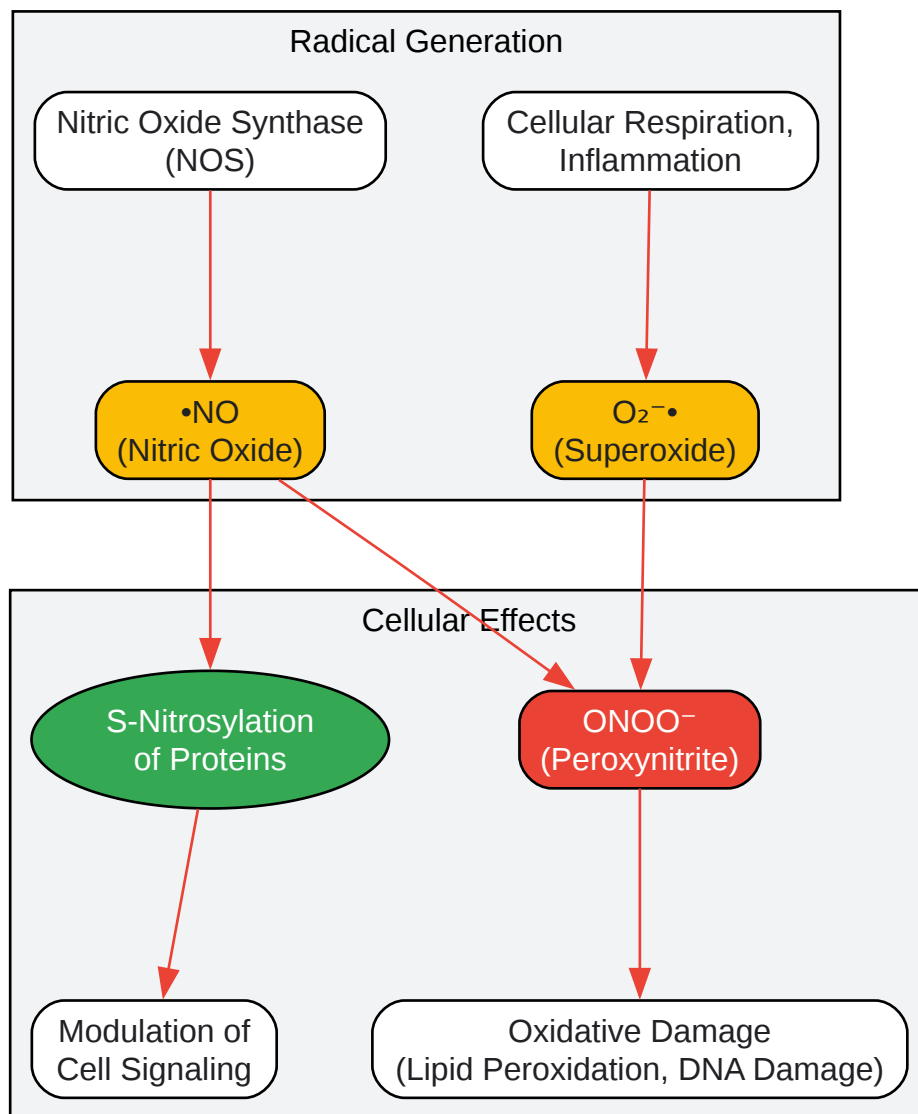 Radical Generation
Nitric Oxide Synthase
(NOS)
Cellular Respiration,
Inflammation
•NO
(Nitric Oxide)
O₂⁻•
(Superoxide)
Cellular Effects
S-Nitrosylation
of Proteins
ONOO⁻
(Peroxynitrite)
Modulation of
Cell Signaling
Oxidative Damage
(Lipid Peroxidation, DNA Damage)